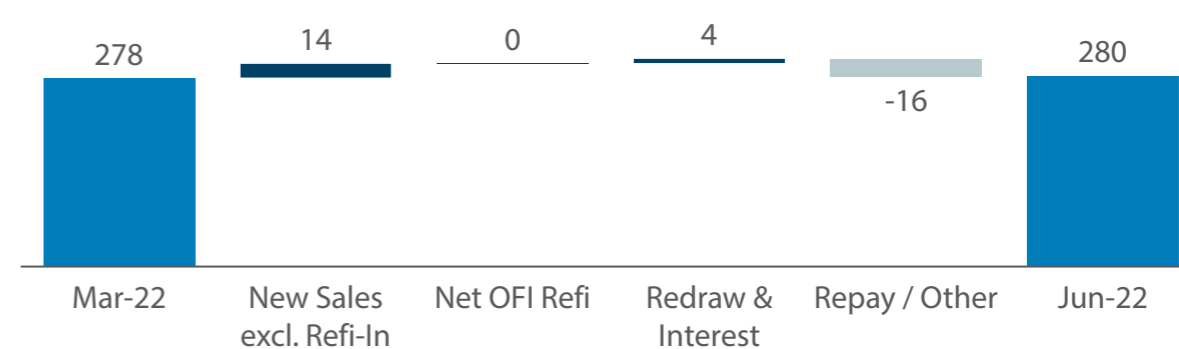 278
14
0
4
-16
280
Mar-22
New Sales
excl. Refi-In
Net OFI Refi
Redraw &
Interest
Repay / Other
Jun-22